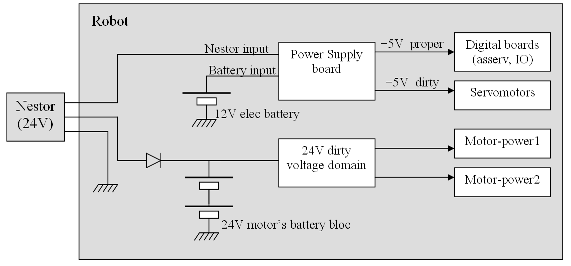 Robot
Nestor input
Battery input
Power Supply
board
-5V proper
-5V dirty
Digital boards
(asserv, IO)
Servomotors
Nestor
(24V)
12V elec battery
24V dirty
voltage domain
Motor-power1
Motor-power2
24V motor's battery bloc